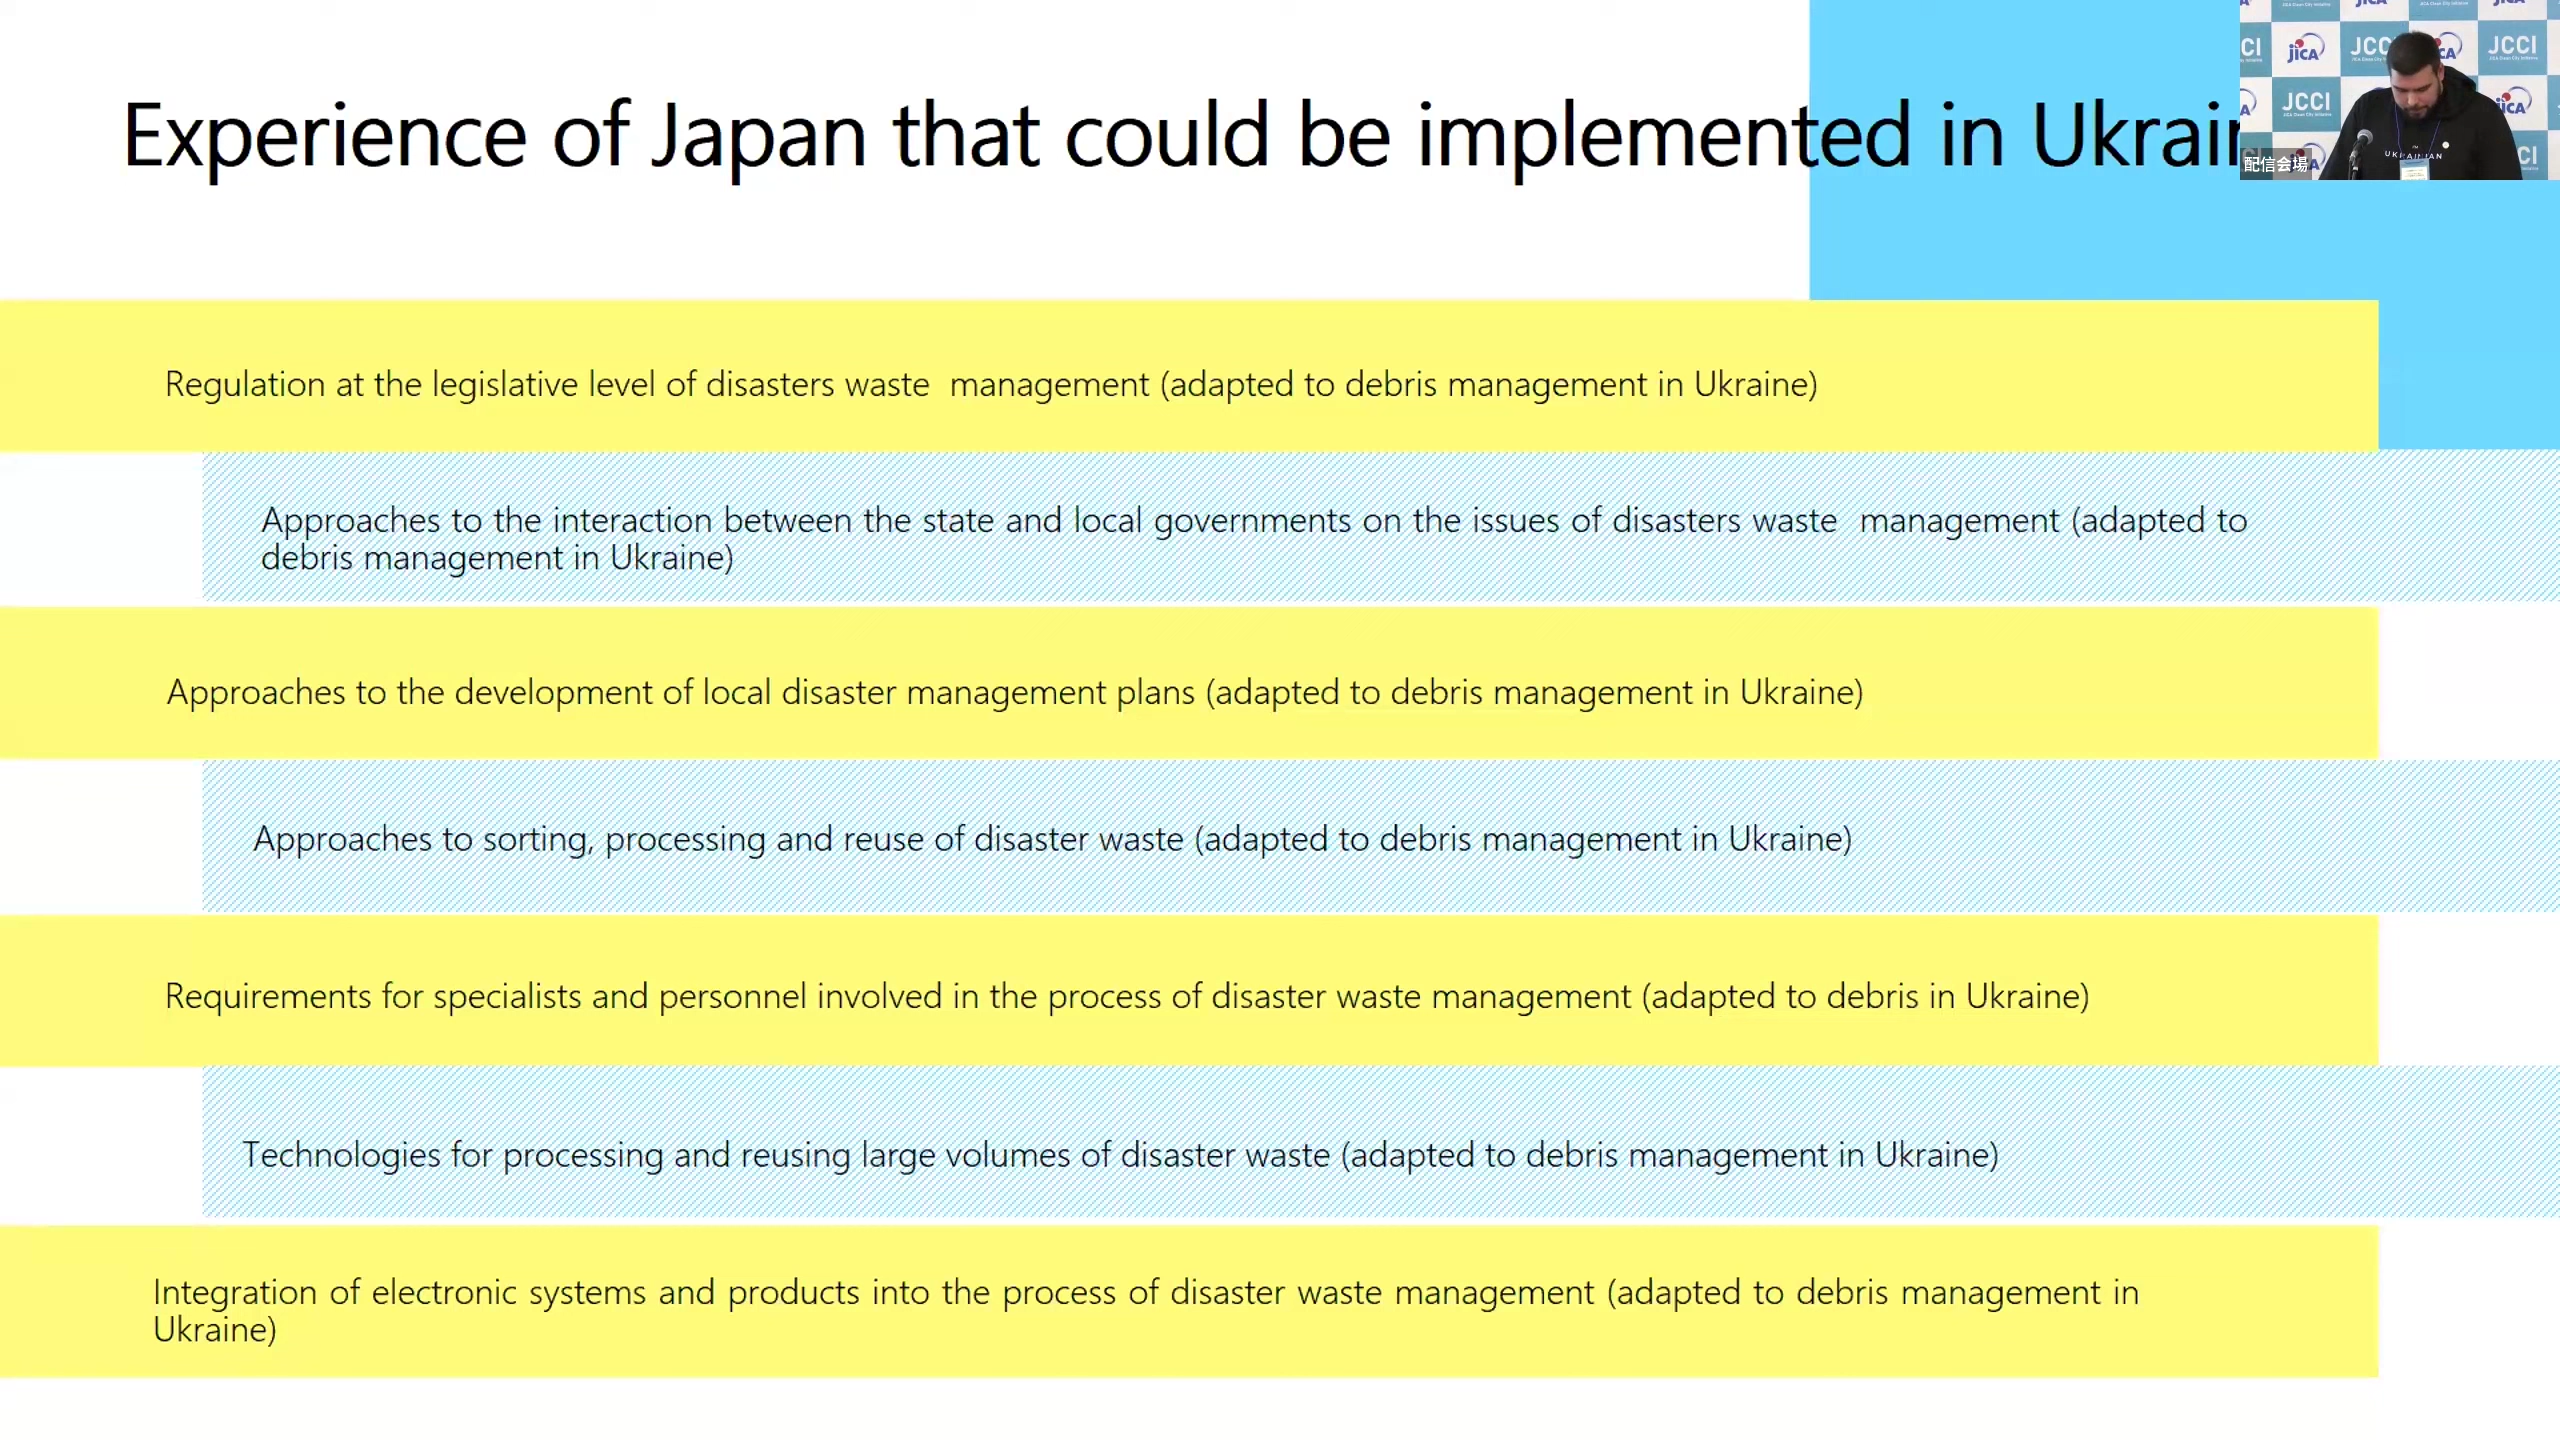 Experience of Japan that could be implemented in
Regulation at the legislative level of disasters waste  management (adapted to debris management in Ukraine)
Approaches to the interaction between the state and local governments on the issues of disasters waste  management (adapted to
debris management in Ukraine)
Approaches to the development of local disaster management plans (adapted to debris management in Ukraine)
Approaches to sorting, processing and reuse of disaster waste (adapted to debris management in Ukraine)
Requirements for specialists and personnel involved in the process of disaster waste management (adapted to debris in Ukraine)
Technologies for processing and reusing large volumes of disaster waste (adapted to debris management in Ukraine)
Integration of electronic systems and products into the process of disaster waste management (adapted to debris management in
Ukraine)
jicA
JCCI
JCCI
配信会場